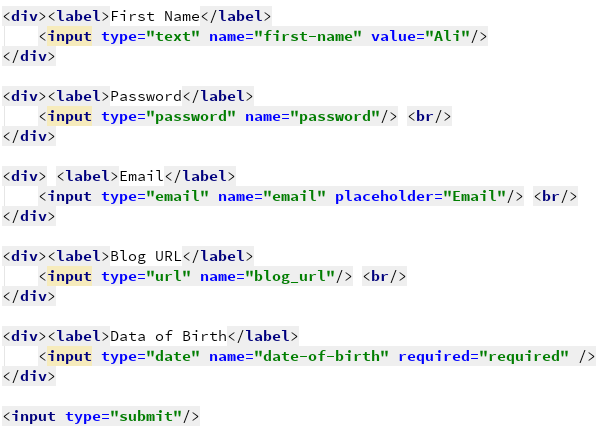 <div><label>First Name</label>
    <input type="text" name="first-name" value="Ali"/>
</div>

<div><label>Password</label>
    <input type="password" name="password"/> <br/>
</div>

<div> <label>Email</label>
    <input type="email" name="email" placeholder="Email"/> <br/>
</div>

<div><label>Blog URL</label>
    <input type="url" name="blog_url"/> <br/>
</div>

<div><label>Data of Birth</label>
    <input type="date" name="date-of-birth" required="required" />
</div>

<input type="submit"/>